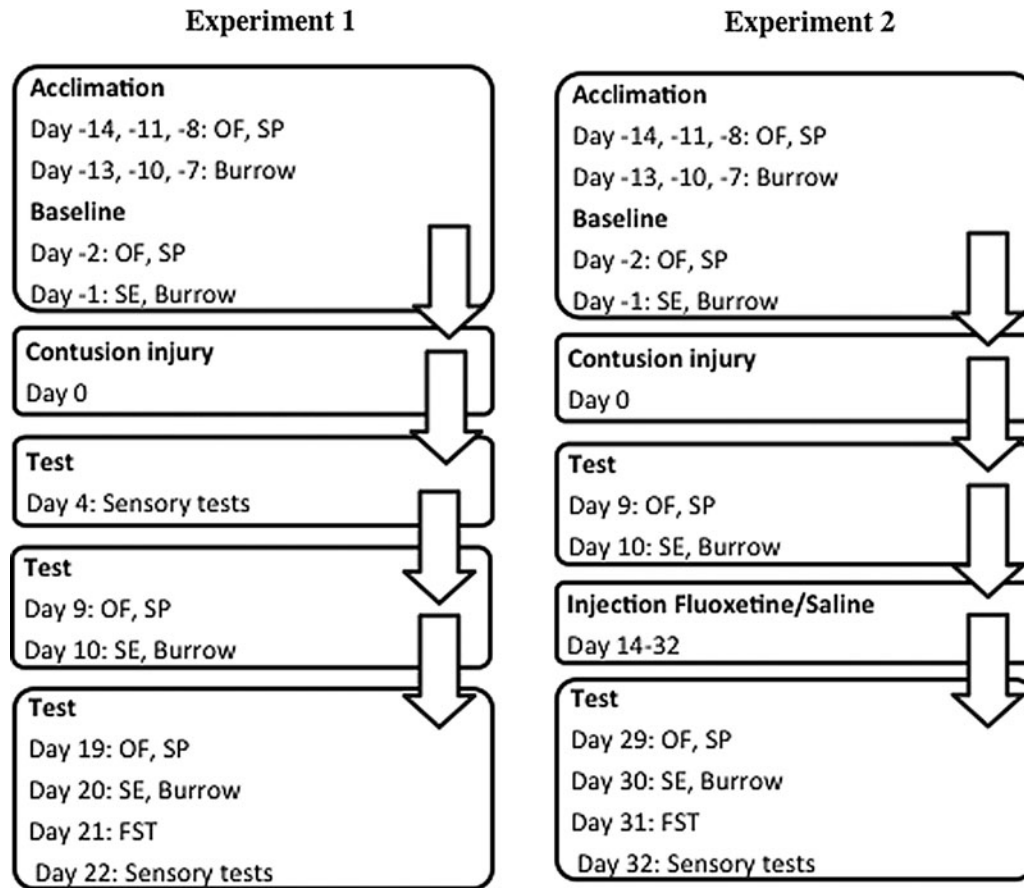 Experiment 1
Acclimation
Day -14, -11, -8: OF, SP
Day -13, -10, -7: Burrow
Baseline
Day -2: OF, SP
Day -1: SE, Burrow
Contusion injury
Day 0
Test
Day 4: Sensory tests
Test
Day 9: OF, SP
Day 10: SE, Burrow
Test
Day 19: OF, SP
Day 20: SE, Burrow
Day 21: FST
Day 22: Sensory tests
Experiment 2
Acclimation
Day -14, -11, -8: OF, SP
Day -13, -10, -7: Burrow
Baseline
Day -2: OF, SP
Day -1: SE, Burrow
Contusion injury
Day 0
Test
Day 9: OF, SP
Day 10: SE, Burrow
Injection Fluoxetine/Saline
Day 14-32
Test
Day 29: OF, SP
Day 30: SE, Burrow
Day 31: FST
Day 32: Sensory tests